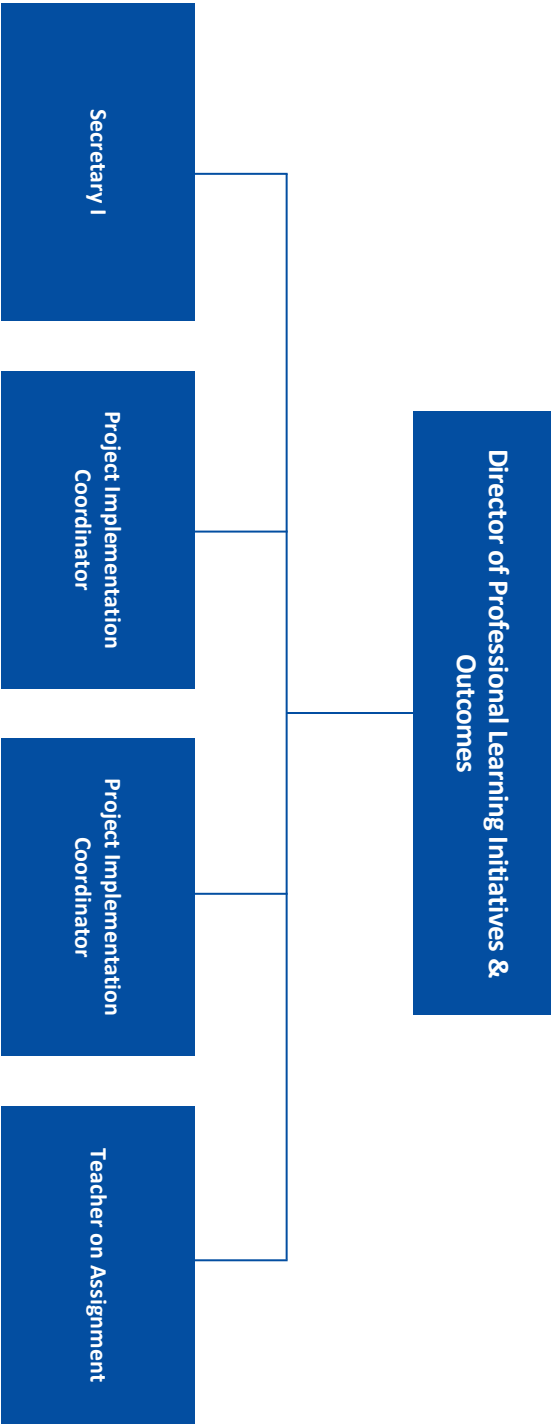 Director of Professional Learning Initiatives &
Outcomes
Secretary I
Project Implementation
Coordinator
Project Implementation
Coordinator
Teacher on Assignment